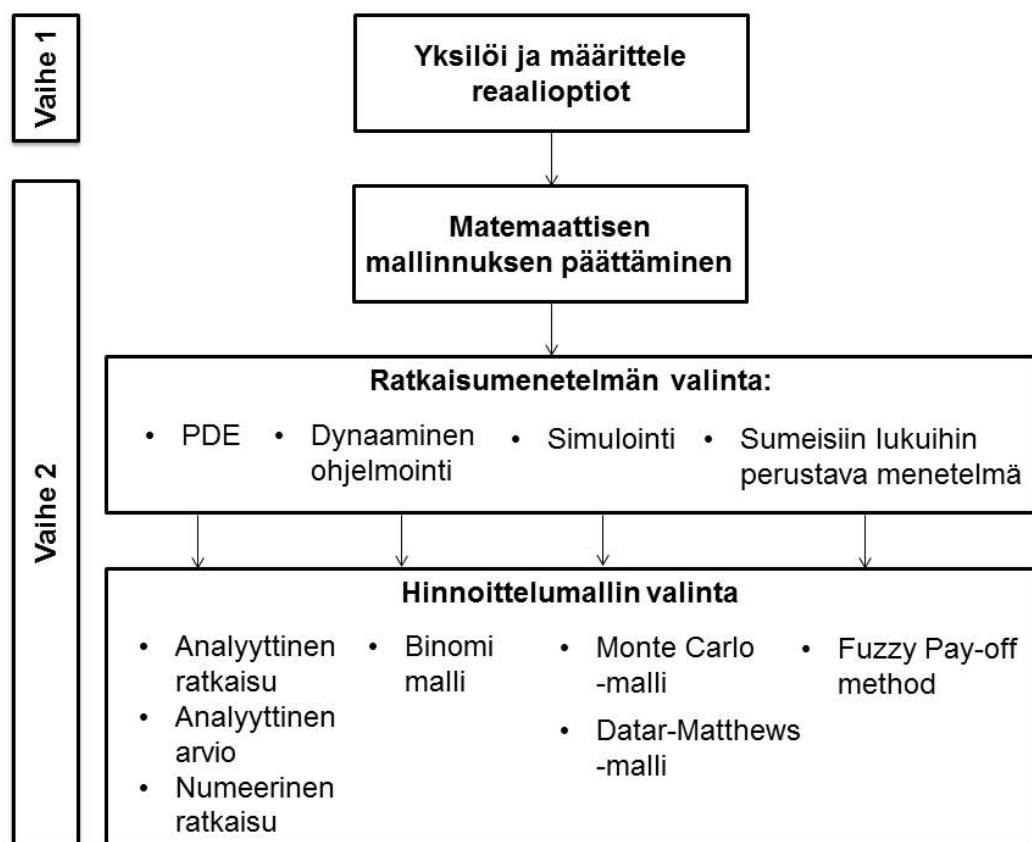 Vaihe 1
Yksilöi ja määrittele
reaalioptiot
Vaihe 2
Matemaattisen
mallinnuksen päättäminen
Ratkaisumenetelmän valinta:
• PDE
• Dynaaminen
ohjelmointi
• Simulointi
• Sumeisiin lukuihin
perustava menetelmä
Hinnoittelumallin valinta
• Analyyttinen
ratkaisu
• Analyyttinen
arvio
• Numeerinen
ratkaisu
• Binomi
malli
• Monte Carlo
-malli
• Datar-Matthews
-malli
• Fuzzy Pay-off
method